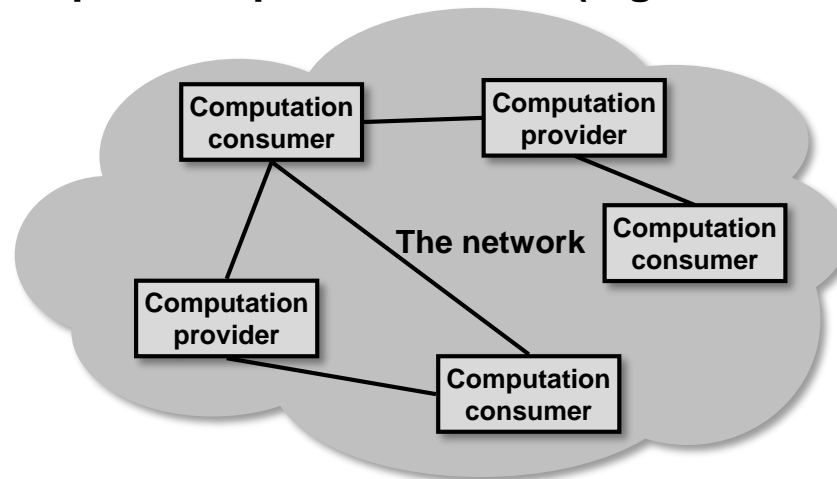 Computation
consumer
Computation
provider
The network
Computation
consumer
Computation
provider
Computation
consumer